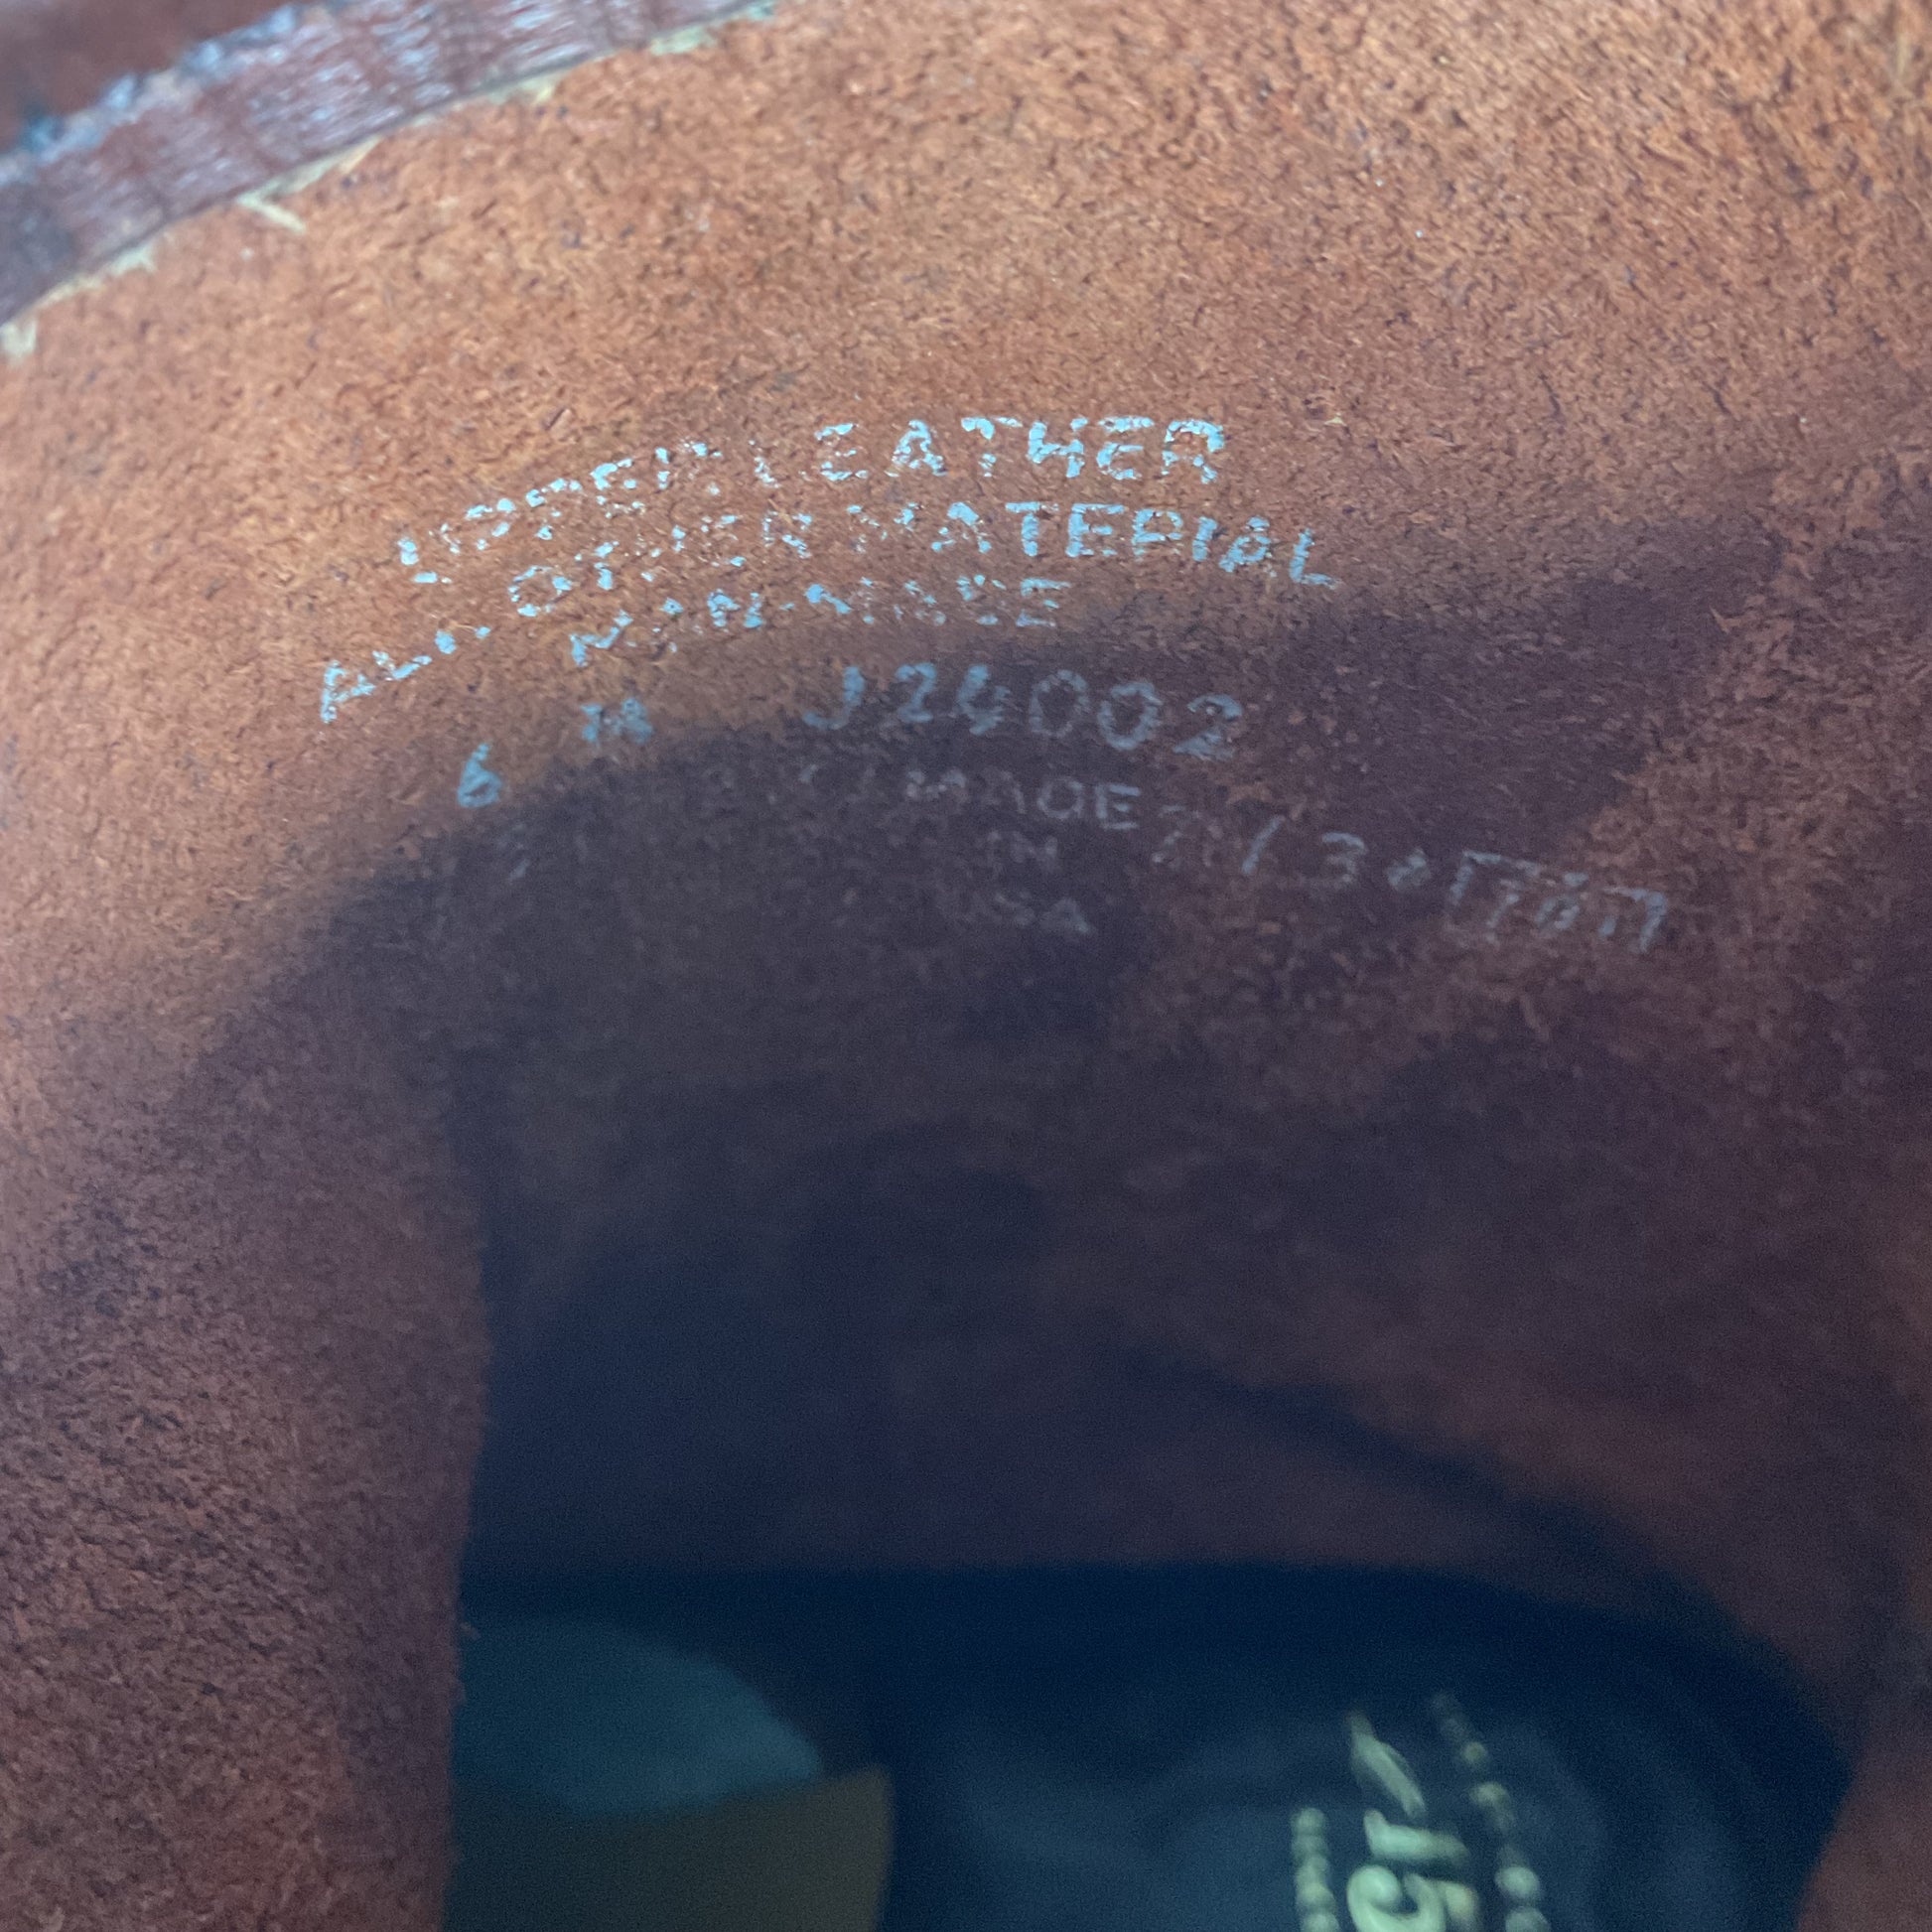 UPPER LEATHER
ALL OTHER MATERIAL
MAN-MADE
6 J24002
MADE
IN
USA